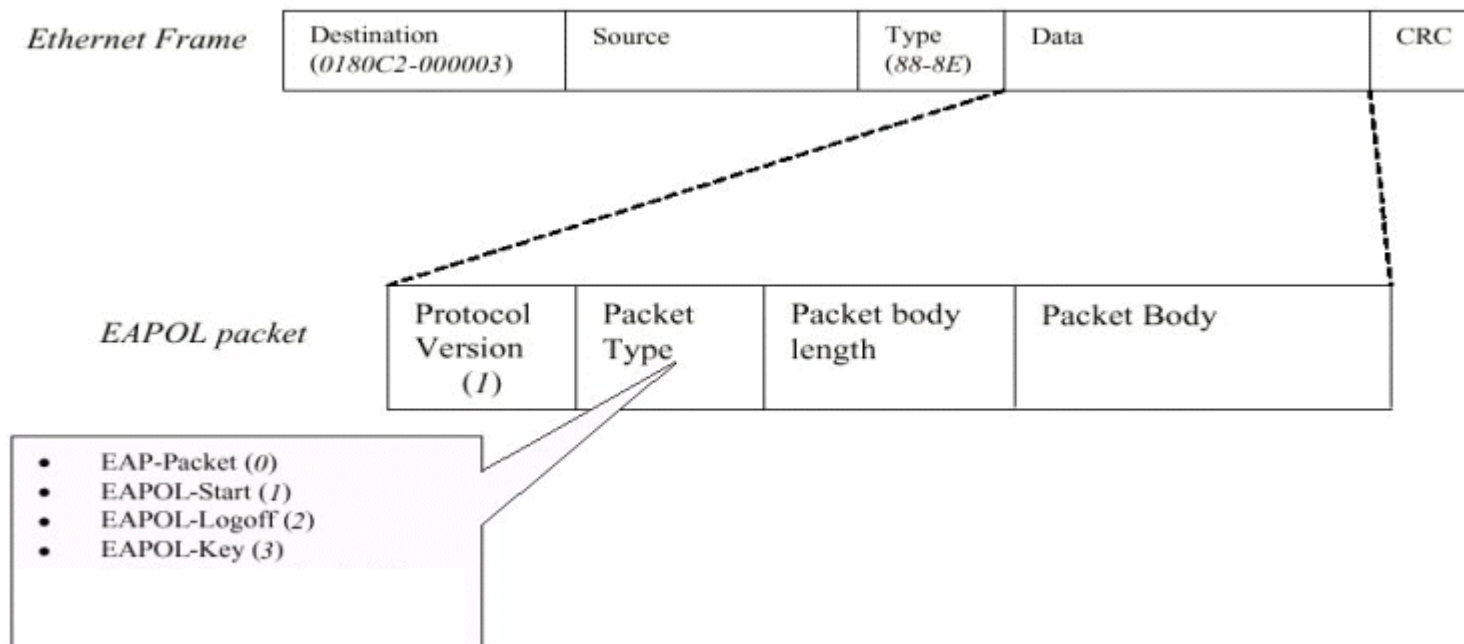 Ethernet Frame
Destination
(0180C2-000003)
Source
Type
(88-8E)
Data
CRC
EAPOL packet
Protocol
Version
(1)
Packet
Type
Packet body
length
Packet Body
• EAP-Packet (0)
• EAPOL-Start (1)
• EAPOL-Logoff (2)
• EAPOL-Key (3)